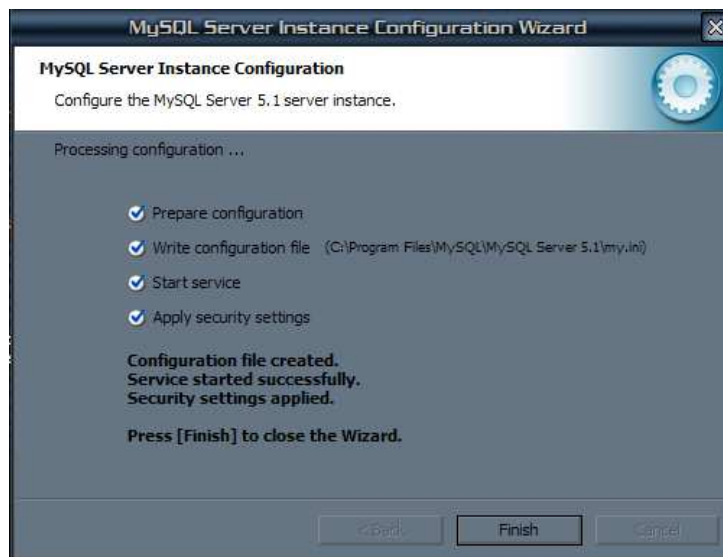 MySQL Server Instance Configuration Wizard
MySQL Server Instance Configuration
Configure the MySQL Server 5.1 server instance.
Processing configuration ...
Prepare configuration
Write configuration file (C:\Program Files\MySQL\MySQL Server 5.1\my.ini)
Start service
Apply security settings
Configuration file created.
Service started successfully.
Security settings applied.
Press [Finish] to close the Wizard.
< Back Finish Cancel